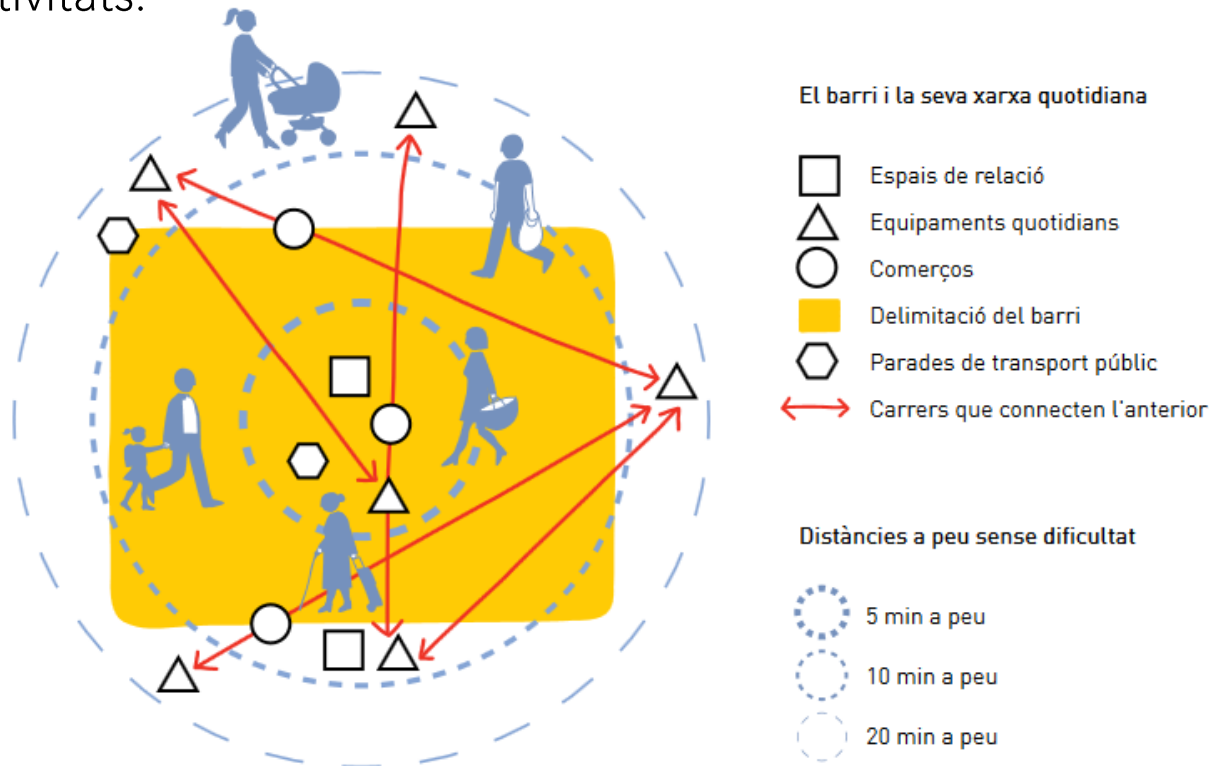 tivitats.
El barri i la seva xarxa quotidiana
Espais de relació
Equipaments quotidians
Comerços
Delimitació del barri
Parades de transport públic
Carrers que connecten l'anterior
Distàncies a peu sense dificultat
5 min a peu
10 min a peu
20 min a peu